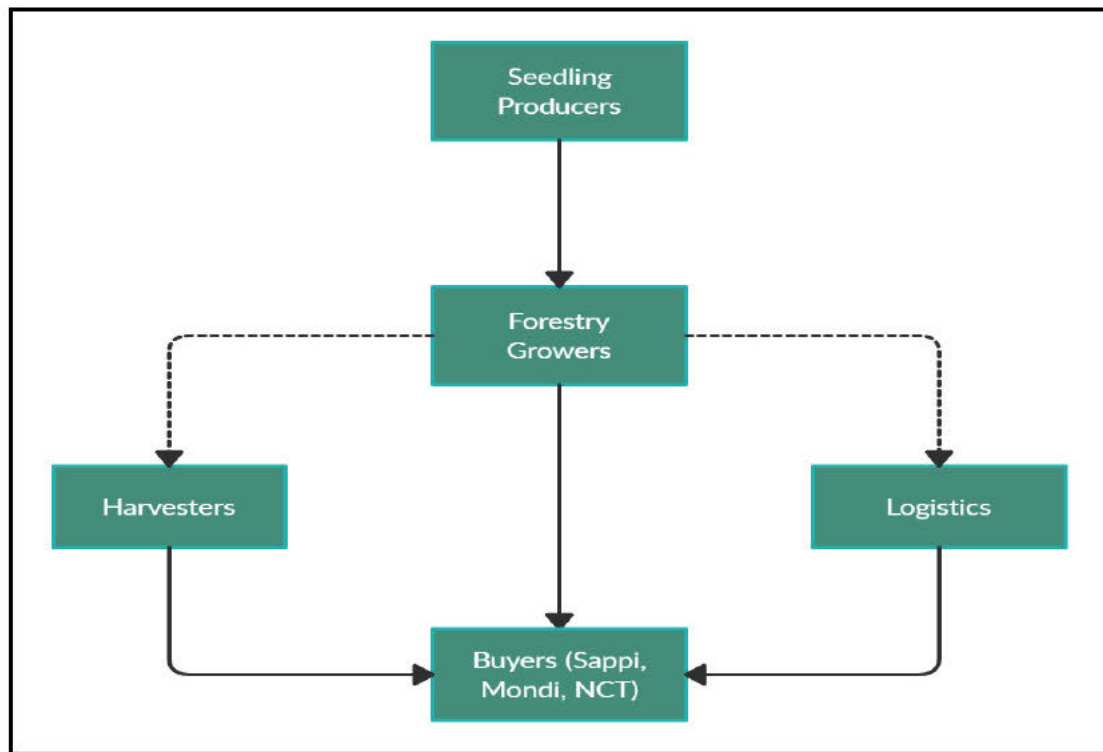 Seedling
Producers
Forestry
Growers
Harvesters
Logistics
Buyers (Sappi,
Mondi, NCT)